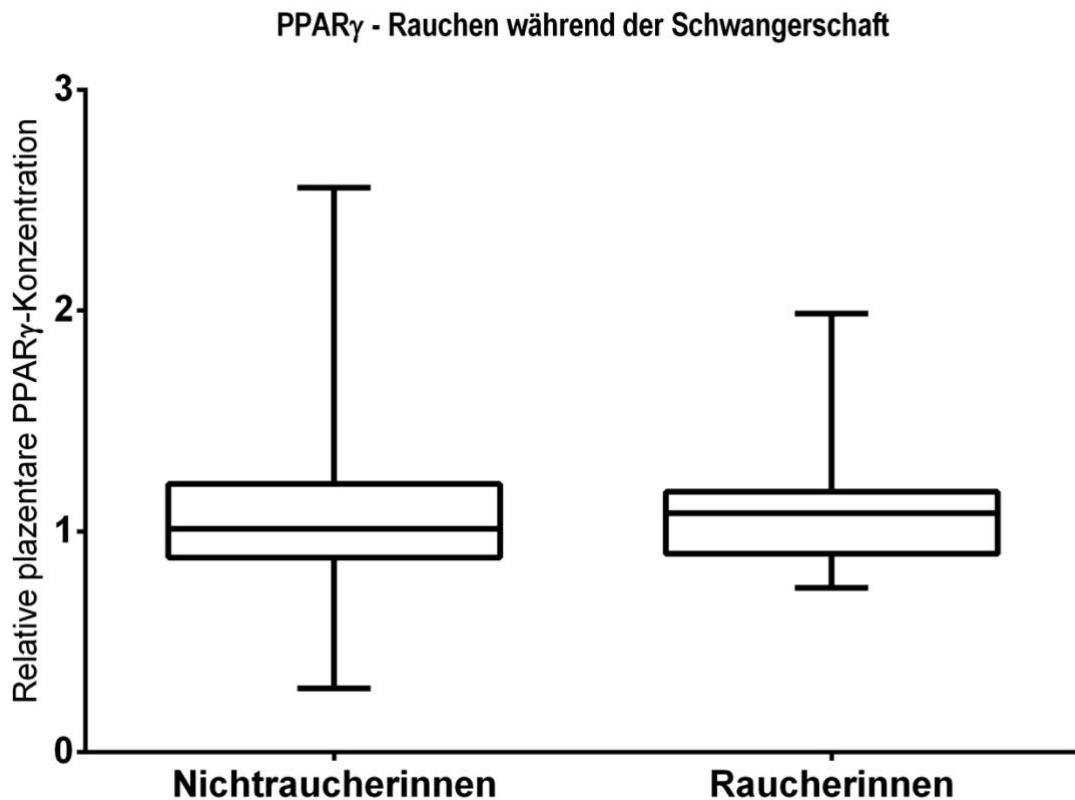 PPARγ - Rauchen während der Schwangerschaft
Relative plazentare PPARγ-Konzentration
3
2
1
0
Nichtraucherinnen
Raucherinnen